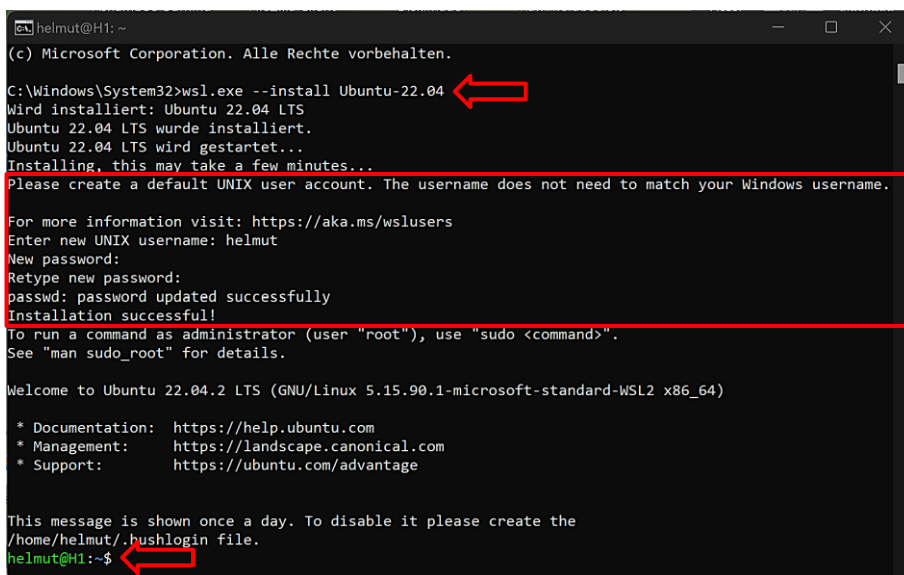 helmut@H1: ~
(c) Microsoft Corporation. Alle Rechte vorbehalten.
C:\Windows\System32>wsl.exe --install Ubuntu-22.04
Wird installiert: Ubuntu 22.04 LTS
Ubuntu 22.04 LTS wurde installiert.
Ubuntu 22.04 LTS wird gestartet...
Installing, this may take a few minutes...
Please create a default UNIX user account. The username does not need to match your Windows username.
For more information visit: https://aka.ms/wslusers
Enter new UNIX username: helmut
New password:
Retype new password:
passwd: password updated successfully
Installation successful!
To run a command as administrator (user "root"), use "sudo <command>".
See "man sudo_root" for details.
Welcome to Ubuntu 22.04.2 LTS (GNU/Linux 5.15.90.1-microsoft-standard-WSL2 x86_64)
* Documentation:  https://help.ubuntu.com
* Management:     https://landscape.canonical.com
* Support:        https://ubuntu.com/advantage
This message is shown once a day. To disable it please create the
/home/helmut/.hushlogin file.
helmut@H1:~$